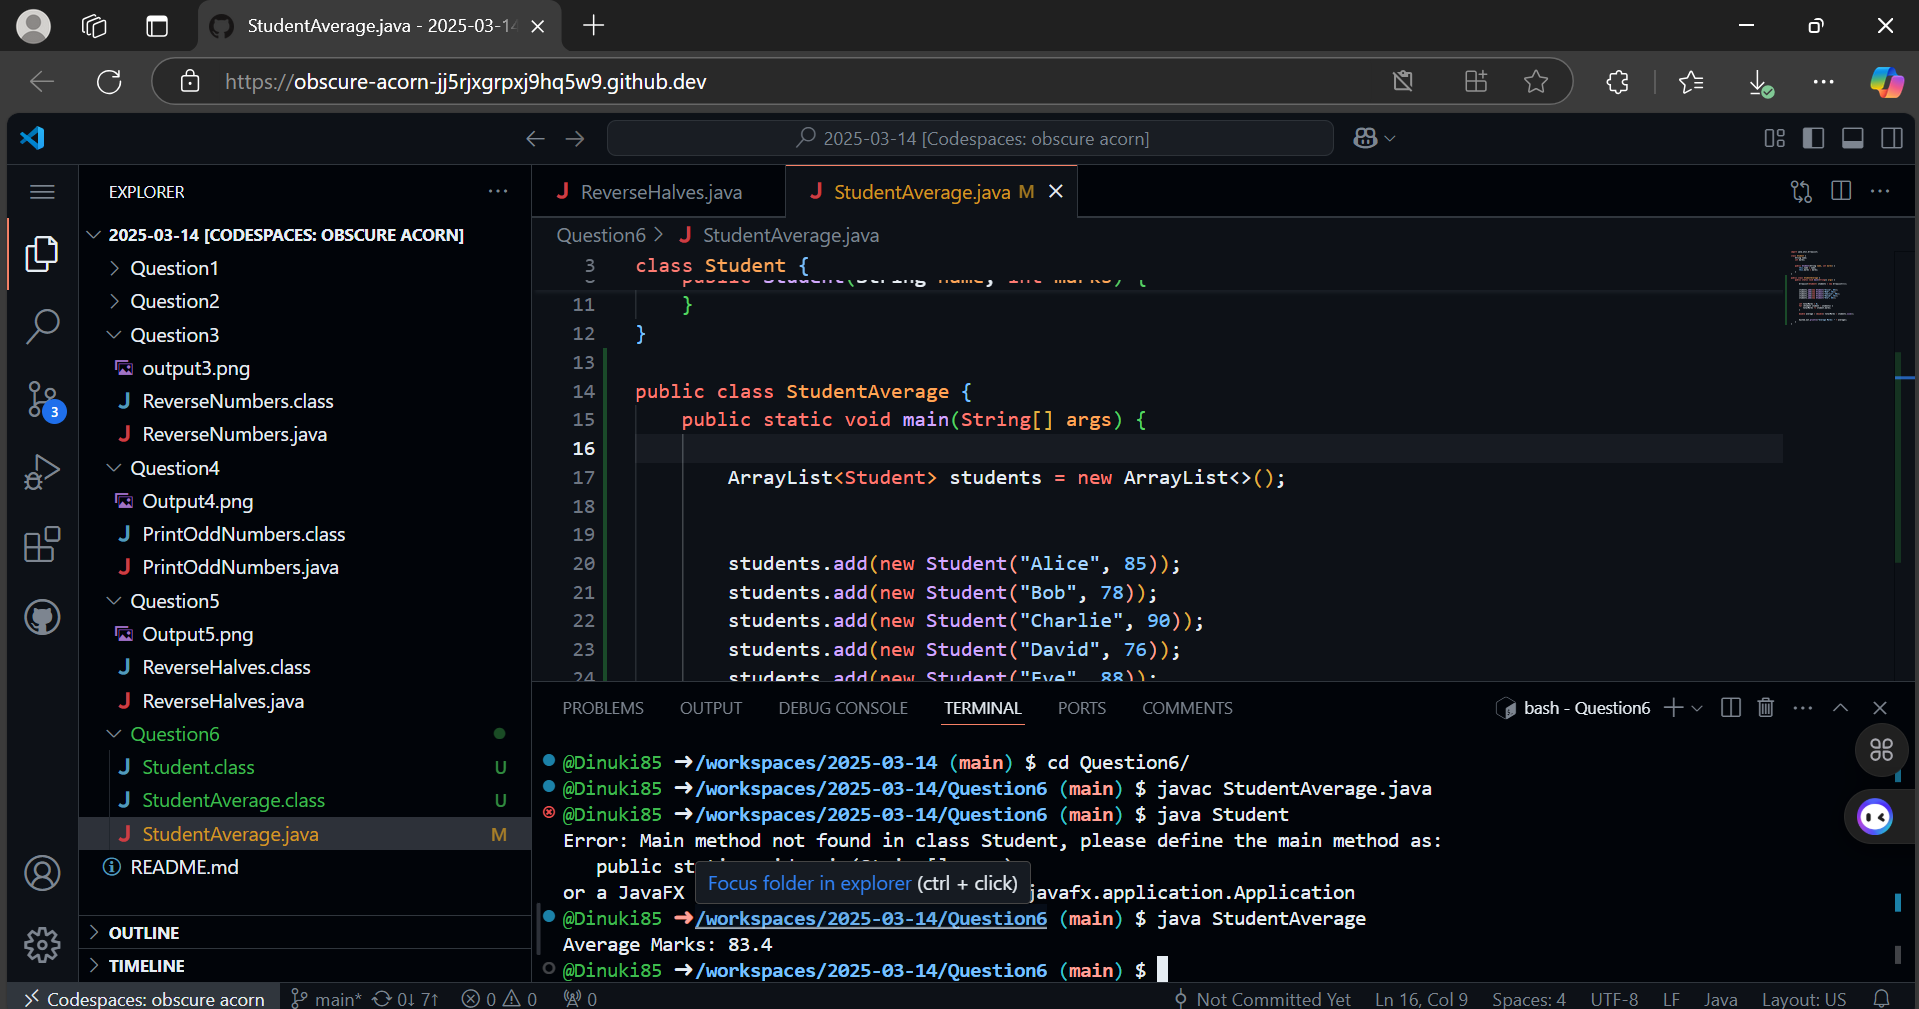 StudentAverage.java - 2025-03-14
https://obscure-acorn-jj5rjxgrpxj9hq5w9.github.dev
2025-03-14 [Codespaces: obscure acorn]
EXPLORER
2025-03-14 [CODESPACES: OBSCURE ACORN]
Question1
Question2
Question3
output3.png
J ReverseNumbers.class
J ReverseNumbers.java
Question4
Output4.png
J PrintOddNumbers.class
J PrintOddNumbers.java
Question5
Output5.png
J ReverseHalves.class
J ReverseHalves.java
Question6
J Student.class U
J StudentAverage.class U
J StudentAverage.java M
README.md
OUTLINE
TIMELINE
3
J ReverseHalves.java
J StudentAverage.java M
Question6 > J StudentAverage.java
3 class Student {
public Student(String name, int marks) {
11 }
12 }
13
14 public class StudentAverage {
15 public static void main(String[] args) {
16
17 ArrayList<Student> students = new ArrayList<>();
18
19
20 students.add(new Student("Alice", 85));
21 students.add(new Student("Bob", 78));
22 students.add(new Student("Charlie", 90));
23 students.add(new Student("David", 76));
24 students.add(new Student("Eve", 88));
PROBLEMS OUTPUT DEBUG CONSOLE TERMINAL PORTS COMMENTS
bash - Question6
@Dinuki85 ➜/workspaces/2025-03-14 (main) $ cd Question6/
@Dinuki85 ➜/workspaces/2025-03-14/Question6 (main) $ javac StudentAverage.java
@Dinuki85 ➜/workspaces/2025-03-14/Question6 (main) $ java Student
Error: Main method not found in class Student, please define the main method as:
public st
or a JavaFX javafx.application.Application
Focus folder in explorer (ctrl + click)
@Dinuki85 ➜/workspaces/2025-03-14/Question6 (main) $ java StudentAverage
Average Marks: 83.4
@Dinuki85 ➜/workspaces/2025-03-14/Question6 (main) $
Codespaces: obscure acorn main* 0↓ 7↑ 0 0 0
Not Committed Yet Ln 16, Col 9 Spaces: 4 UTF-8 LF Java Layout: US